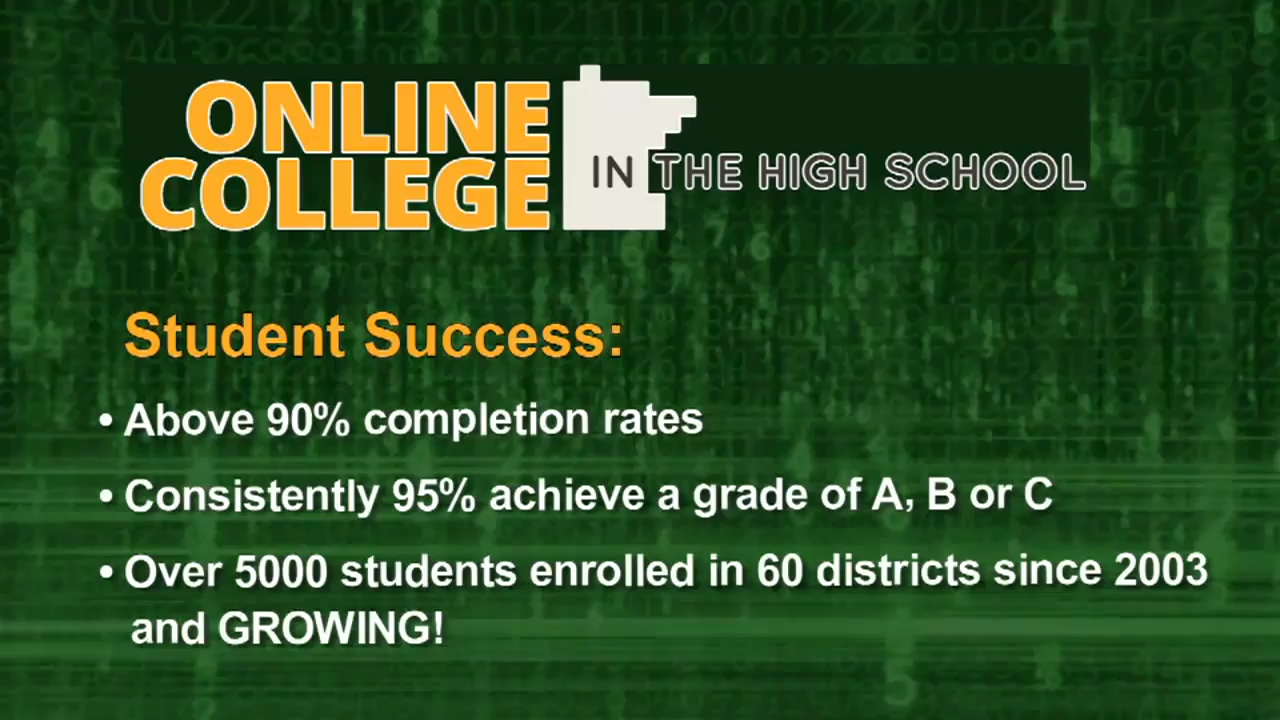 ONLINE
COLLEGE
IN THE HIGH SCHOOL
Student Success:
• Above 90% completion rates
• Consistently 95% achieve a grade of A, B or C
• Over 5000 students enrolled in 60 districts since 2003
and GROWING!